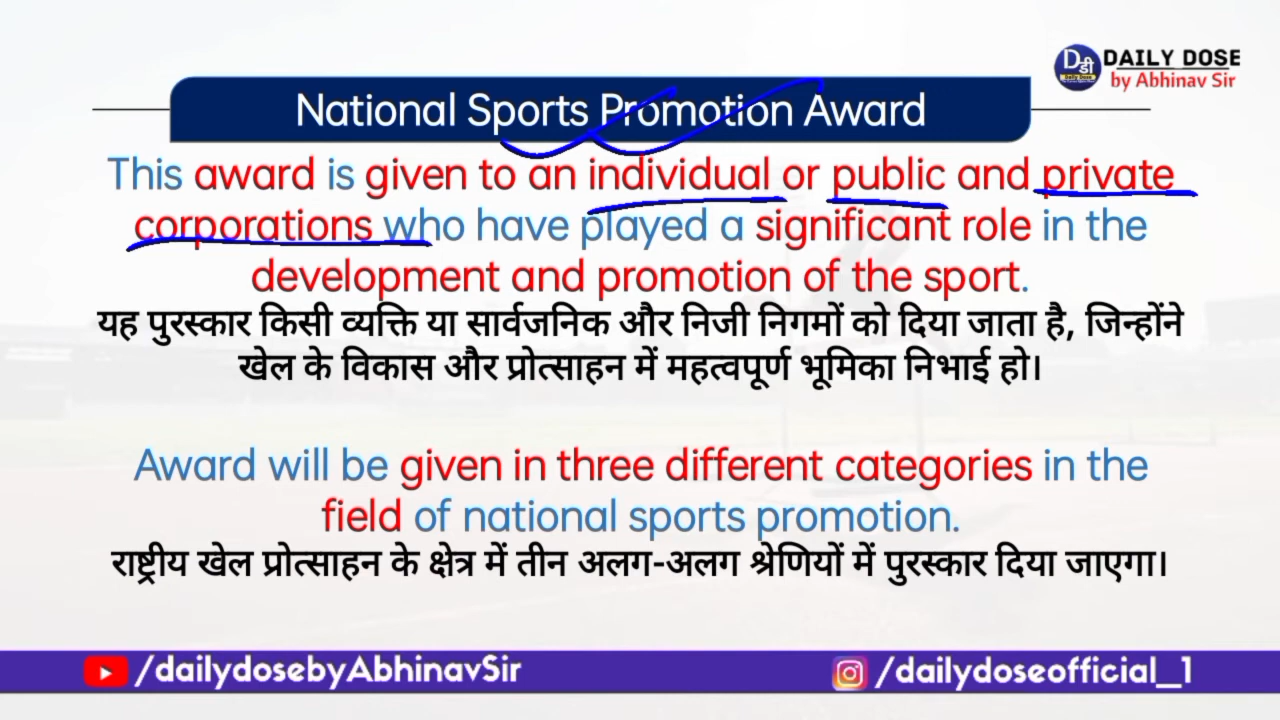 DAILY DOSE
by Abhinav Sir
Dडी
Daily Dose
National Sports Promotion Award
This award is given to an individual or public and private
corporations who have played a significant role in the
development and promotion of the sport.
यह पुरस्कार किसी व्यक्ति या सार्वजनिक और निजी निगमों को दिया जाता है, जिन्होंने
खेल के विकास और प्रोत्साहन में महत्वपूर्ण भूमिका निभाई हो।
Award will be given in three different categories in the
field of national sports promotion.
राष्ट्रीय खेल प्रोत्साहन के क्षेत्र में तीन अलग-अलग श्रेणियों में पुरस्कार दिया जाएगा।
/dailydosebyAbhinavSir
/dailydoseofficial_1